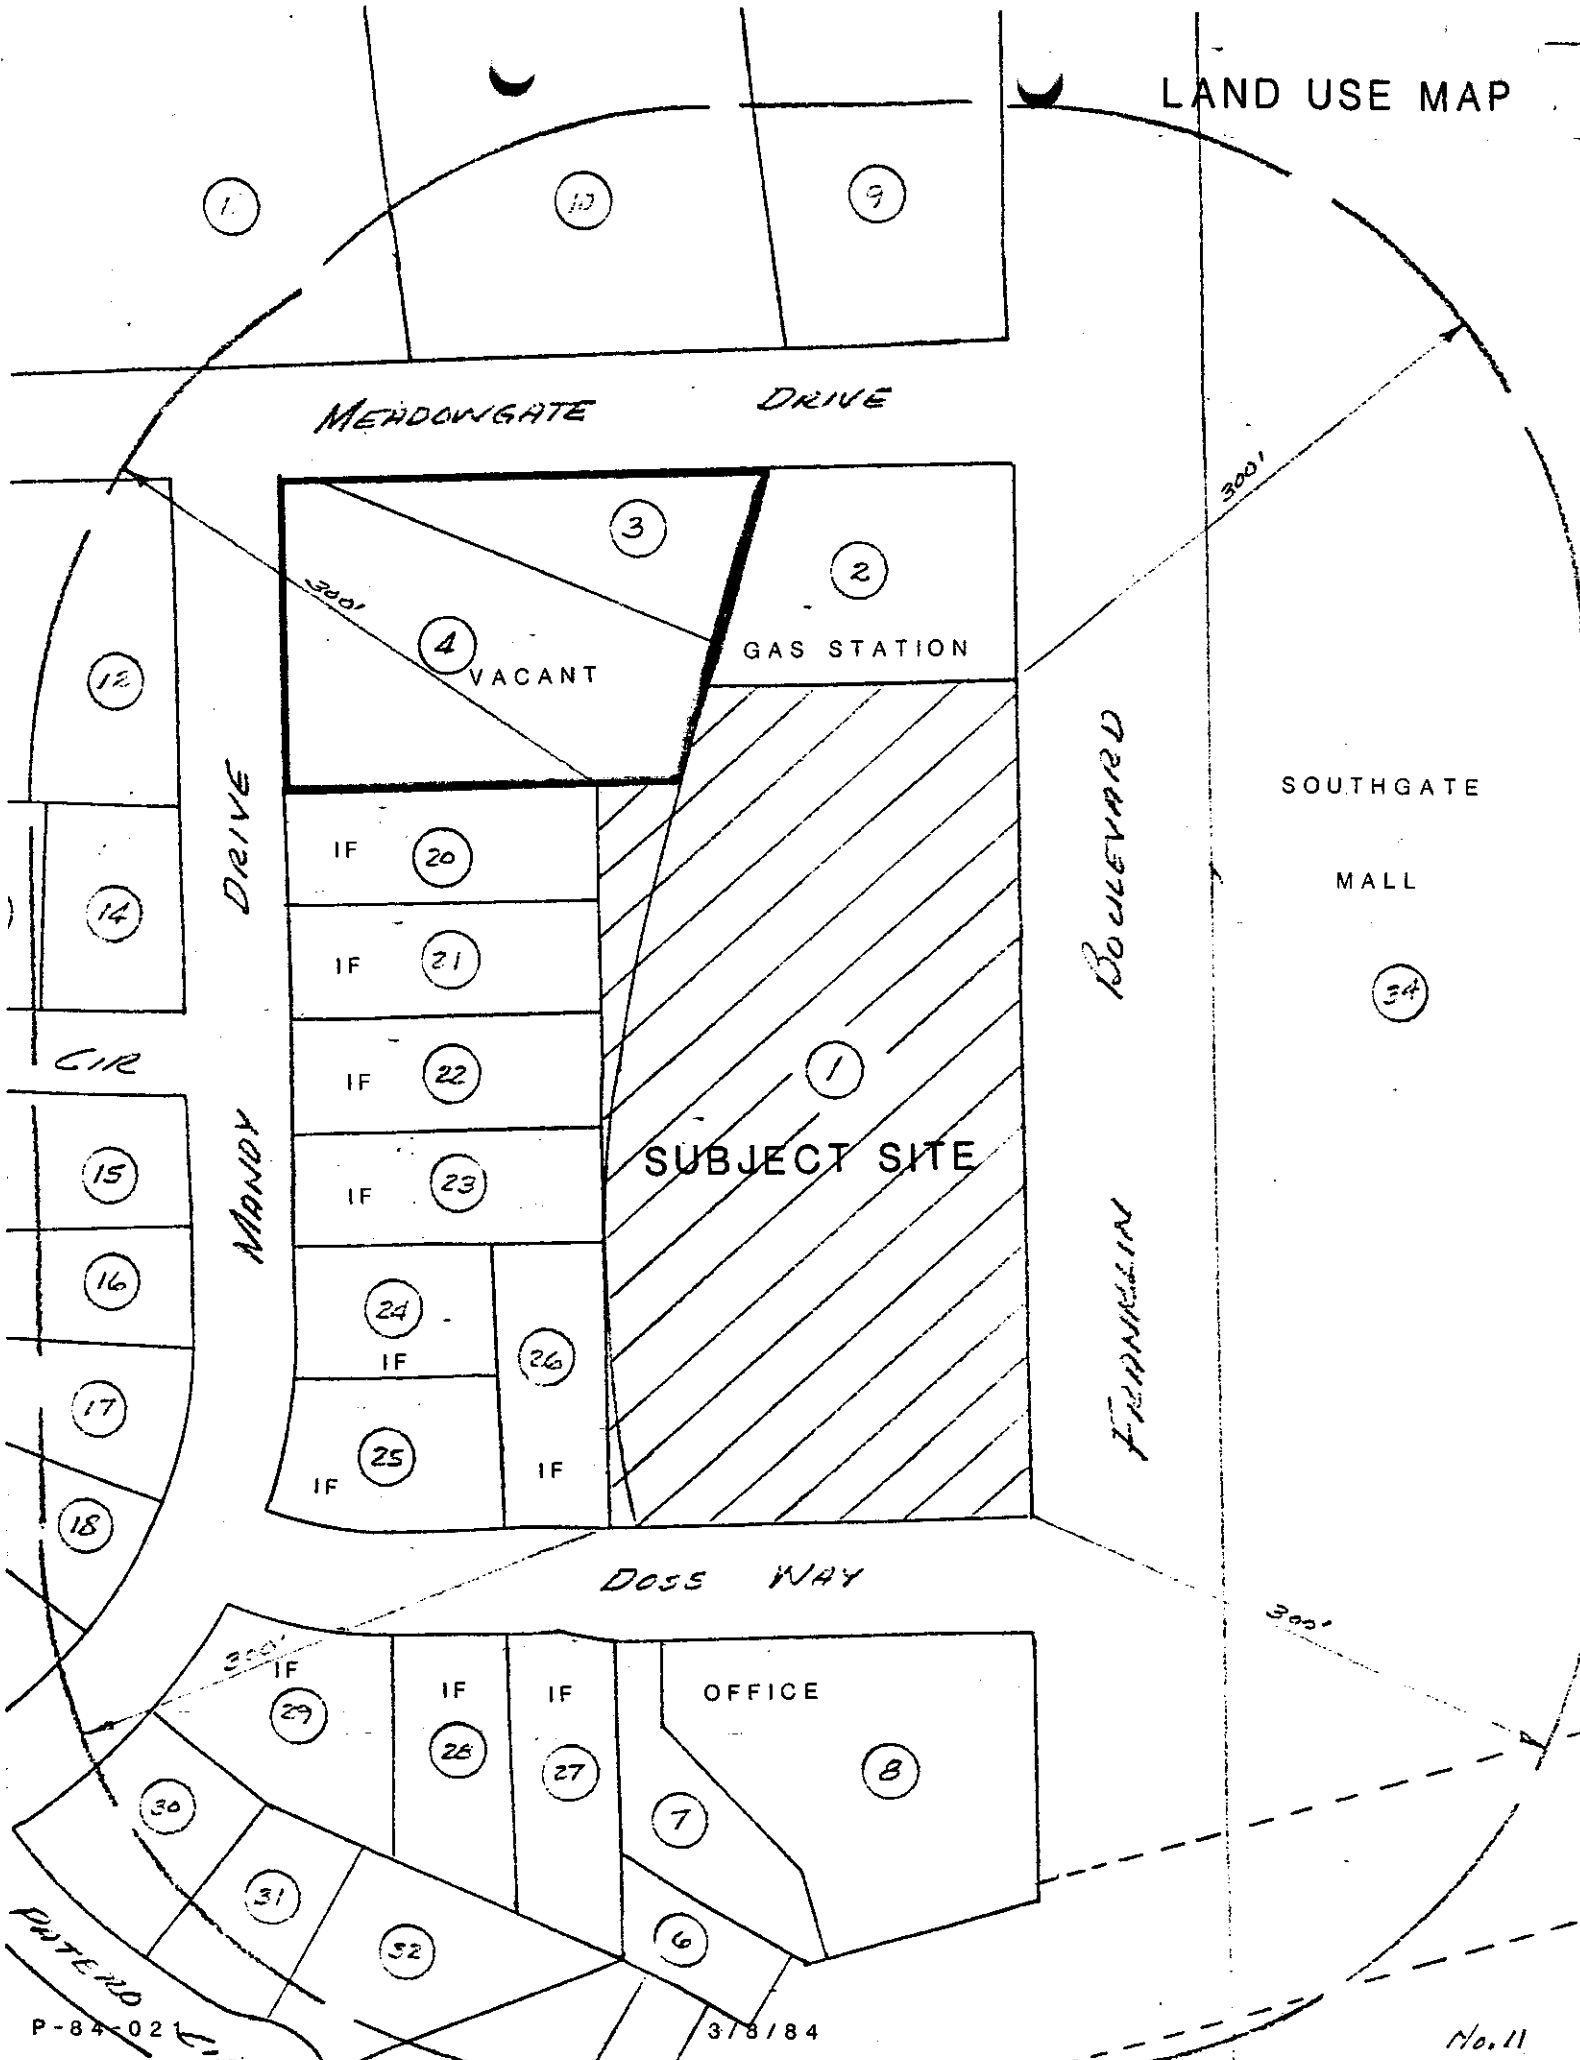 LAND USE MAP
10
9
MEADOWGATE DRIVE
300'
3
2
300'
4
VACANT
GAS STATION
12
DRIVE
BOULEVARD
SOUTHGATE
MALL
34
IF 20
14
IF 21
CIR
IF 22
1
SUBJECT SITE
MANDY
15
IF 23
16
24
IF
26
FRANKLIN
17
25
IF
IF
18
DOSS WAY
300'
300'
IF
29
IF
28
IF
27
OFFICE
8
30
7
31
32
6
P-84-021
3/8/84
No. 11